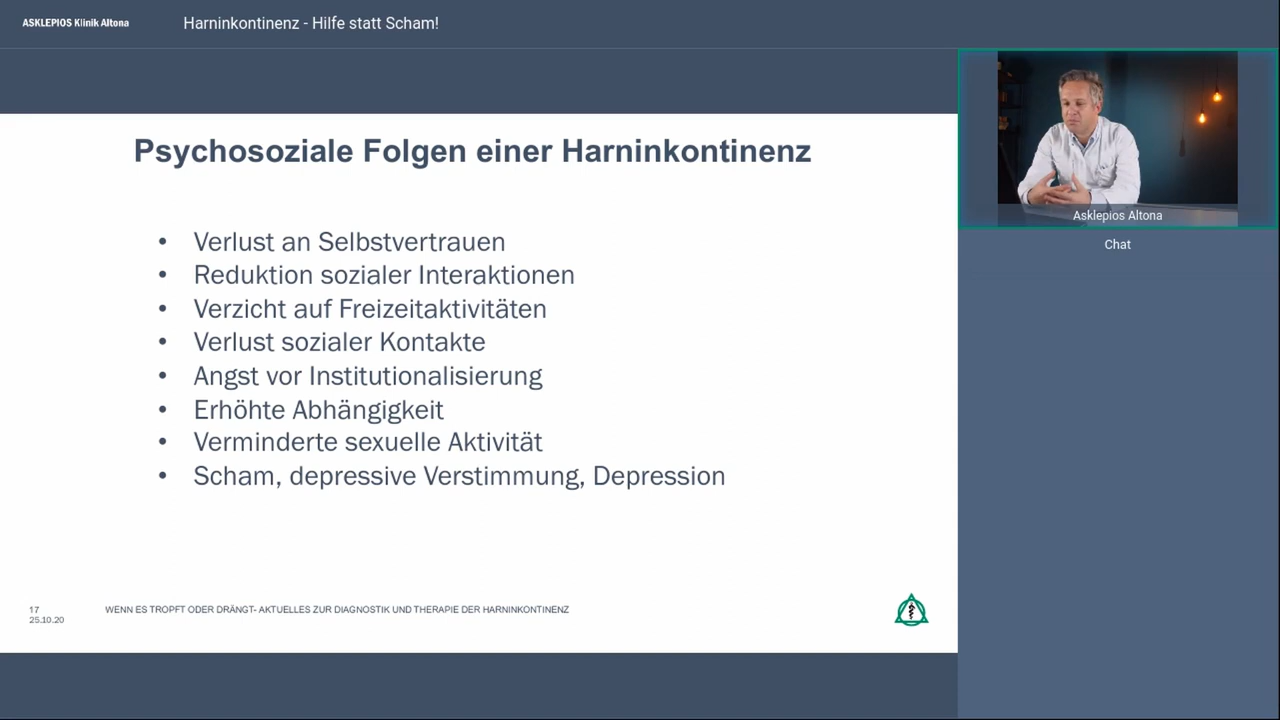 ASKLEPIOS Klinik Altona
Harninkontinenz - Hilfe statt Scham!
Psychosoziale Folgen einer Harninkontinenz
• Verlust an Selbstvertrauen
• Reduktion sozialer Interaktionen
• Verzicht auf Freizeitaktivitäten
• Verlust sozialer Kontakte
• Angst vor Institutionalisierung
• Erhöhte Abhängigkeit
• Verminderte sexuelle Aktivität
• Scham, depressive Verstimmung, Depression
17
25.10.20
WENN ES TROPFT ODER DRÄNGT- AKTUELLES ZUR DIAGNOSTIK UND THERAPIE DER HARNINKONTINENZ
Asklepios Altona
Chat